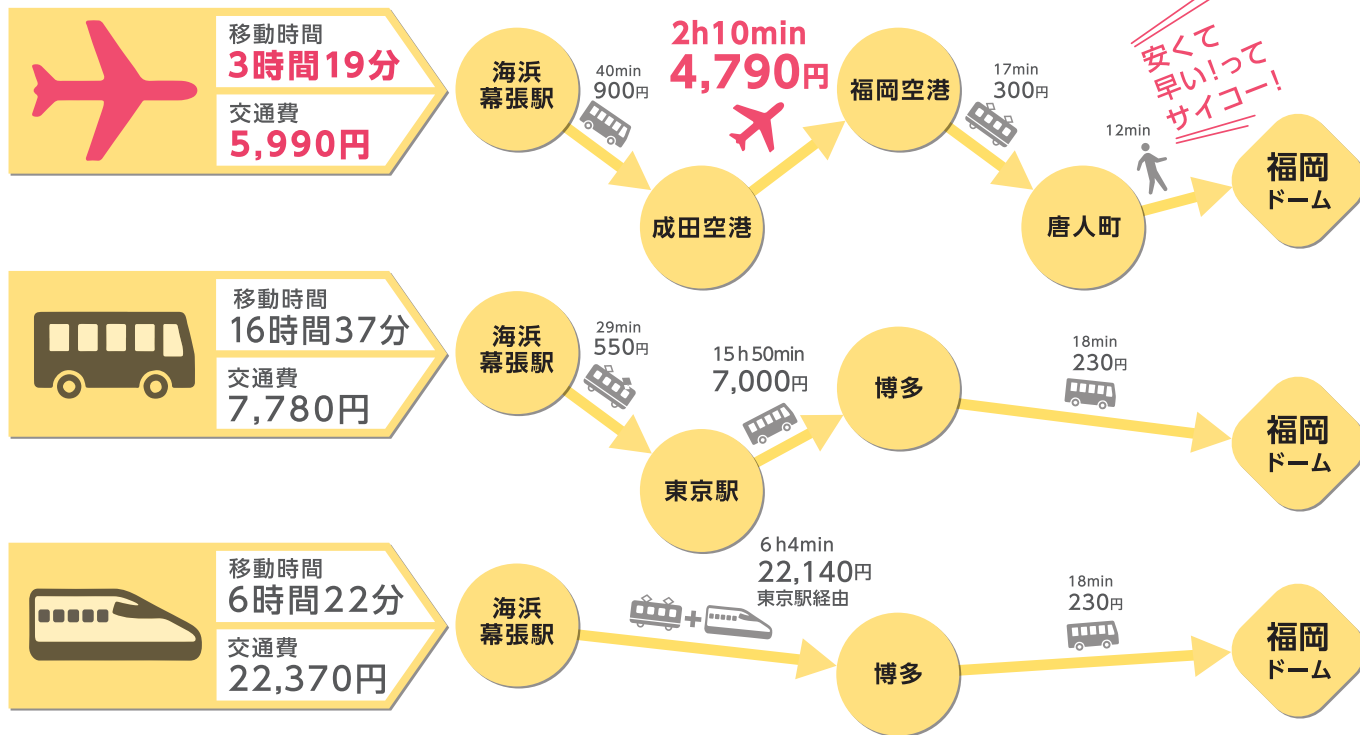 移動時間
3時間19分
交通費
5,990円
海浜
幕張駅
40min
900円
成田空港
2h10min
4,790円
福岡空港
17min
300円
唐人町
12min
安くて
早い!って
サイコー!
福岡
ドーム
移動時間
16時間37分
交通費
7,780円
海浜
幕張駅
29min
550円
東京駅
15h50min
7,000円
博多
18min
230円
福岡
ドーム
移動時間
6時間22分
交通費
22,370円
海浜
幕張駅
6h4min
22,140円
東京駅経由
+
博多
18min
230円
福岡
ドーム